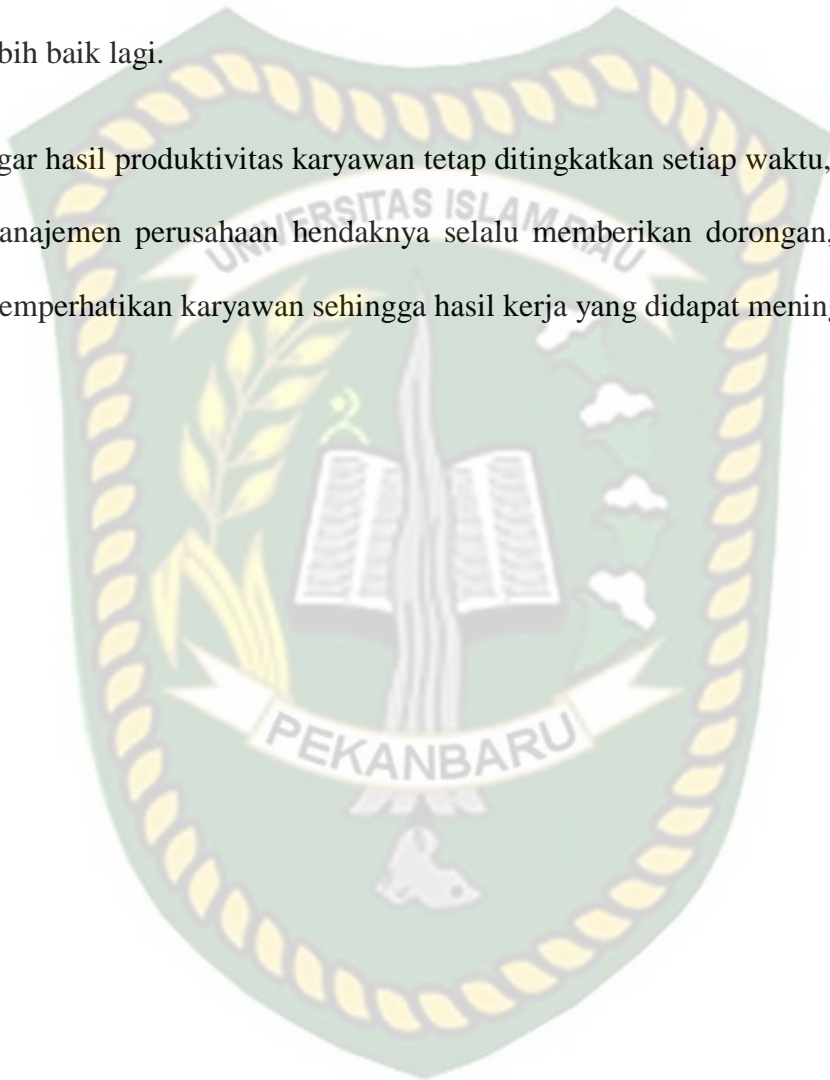 bih baik lagi.
gar hasil produktivitas karyawan tetap ditingkatkan setiap waktu,
anajemen perusahaan hendaknya selalu memberikan dorongan,
emperhatikan karyawan sehingga hasil kerja yang didapat mening
UNIVERSITAS ISLAM RIAU
PEKANBARU